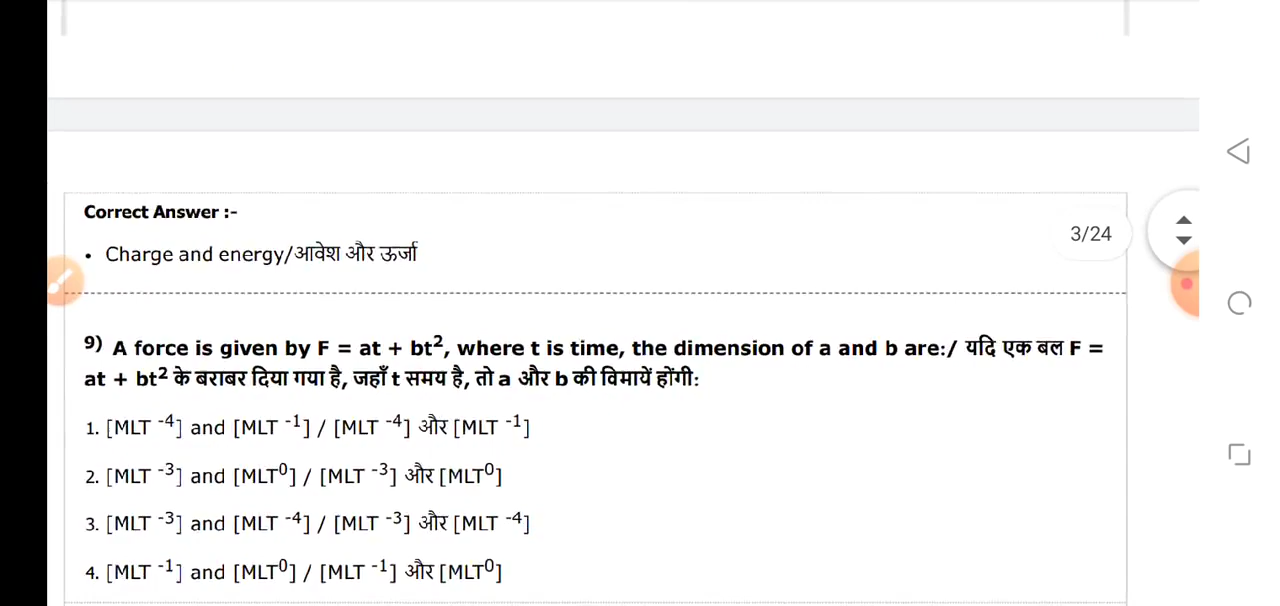 Correct Answer :-
3/24
• Charge and energy/आवेश और ऊर्जा
9) A force is given by F = at + bt², where t is time, the dimension of a and b are:/ यदि एक बल F =
at + bt² के बराबर दिया गया है, जहाँ t समय है, तो a और b की विमायें होंगी:
1. [MLT ⁻⁴] and [MLT ⁻¹] / [MLT ⁻⁴] और [MLT ⁻¹]
2. [MLT ⁻³] and [MLT⁰] / [MLT ⁻³] और [MLT⁰]
3. [MLT ⁻³] and [MLT ⁻⁴] / [MLT ⁻³] और [MLT ⁻⁴]
4. [MLT ⁻¹] and [MLT⁰] / [MLT ⁻¹] और [MLT⁰]